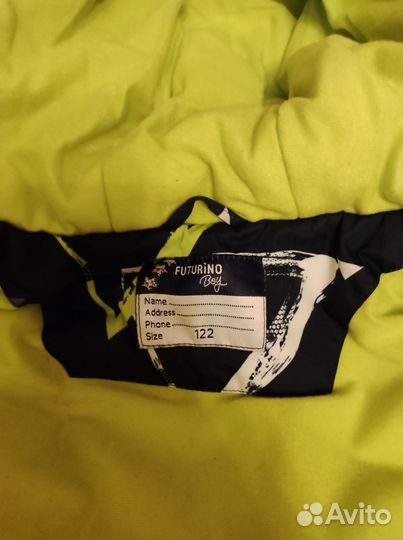 FUTURiNO
Boy
Name
Address
Phone
Size 122
Avito